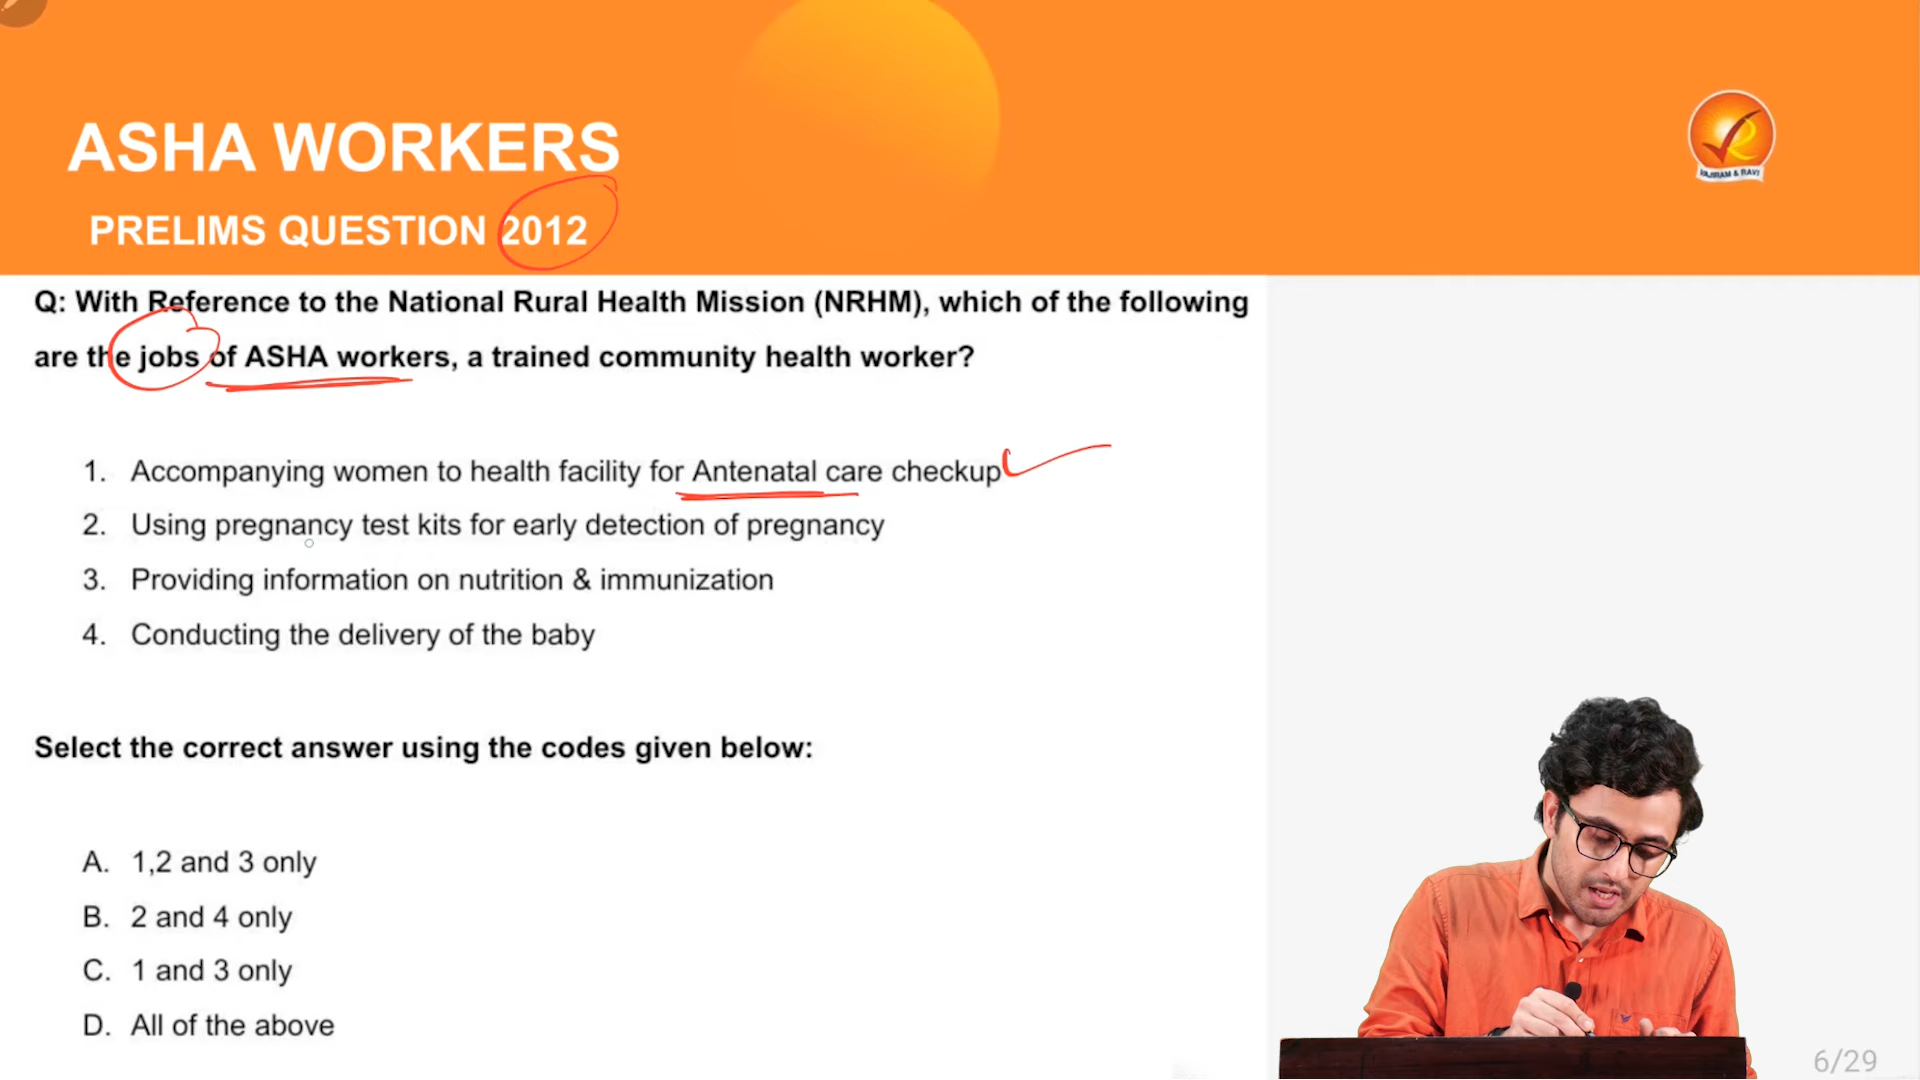 ASHA WORKERS
PRELIMS QUESTION 2012
VAJIRAM & RAVI
Q: With Reference to the National Rural Health Mission (NRHM), which of the following
are the jobs of ASHA workers, a trained community health worker?
1. Accompanying women to health facility for Antenatal care checkup
2. Using pregnancy test kits for early detection of pregnancy
3. Providing information on nutrition & immunization
4. Conducting the delivery of the baby
Select the correct answer using the codes given below:
A. 1,2 and 3 only
B. 2 and 4 only
C. 1 and 3 only
D. All of the above
6/29